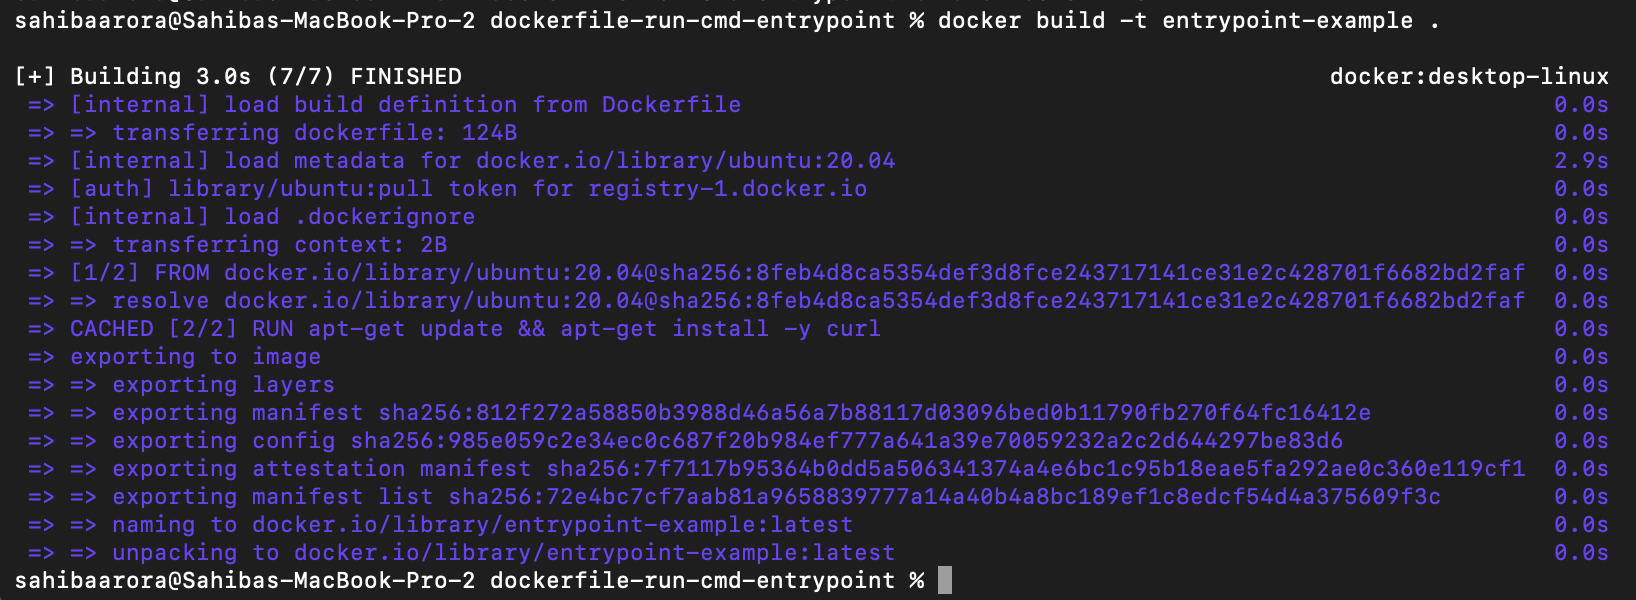 sahibaarora@Sahibas-MacBook-Pro-2 dockerfile-run-cmd-entrypoint % docker build -t entrypoint-example .
[+] Building 3.0s (7/7) FINISHED docker:desktop-linux
=> [internal] load build definition from Dockerfile 0.0s
=> => transferring dockerfile: 124B 0.0s
=> [internal] load metadata for docker.io/library/ubuntu:20.04 2.9s
=> [auth] library/ubuntu:pull token for registry-1.docker.io 0.0s
=> [internal] load .dockerignore 0.0s
=> => transferring context: 2B 0.0s
=> [1/2] FROM docker.io/library/ubuntu:20.04@sha256:8feb4d8ca5354def3d8fce243717141ce31e2c428701f6682bd2faf 0.0s
=> => resolve docker.io/library/ubuntu:20.04@sha256:8feb4d8ca5354def3d8fce243717141ce31e2c428701f6682bd2faf 0.0s
=> CACHED [2/2] RUN apt-get update && apt-get install -y curl 0.0s
=> exporting to image 0.0s
=> => exporting layers 0.0s
=> => exporting manifest sha256:812f272a58850b3988d46a56a7b88117d03096bed0b11790fb270f64fc16412e 0.0s
=> => exporting config sha256:985e059c2e34ec0c687f20b984ef777a641a39e70059232a2c2d644297be83d6 0.0s
=> => exporting attestation manifest sha256:7f7117b95364b0dd5a506341374a4e6bc1c95b18eae5fa292ae0c360e119cf1 0.0s
=> => exporting manifest list sha256:72e4bc7cf7aab81a9658839777a14a40b4a8bc189ef1c8edcf54d4a375609f3c 0.0s
=> => naming to docker.io/library/entrypoint-example:latest 0.0s
=> => unpacking to docker.io/library/entrypoint-example:latest 0.0s
sahibaarora@Sahibas-MacBook-Pro-2 dockerfile-run-cmd-entrypoint %